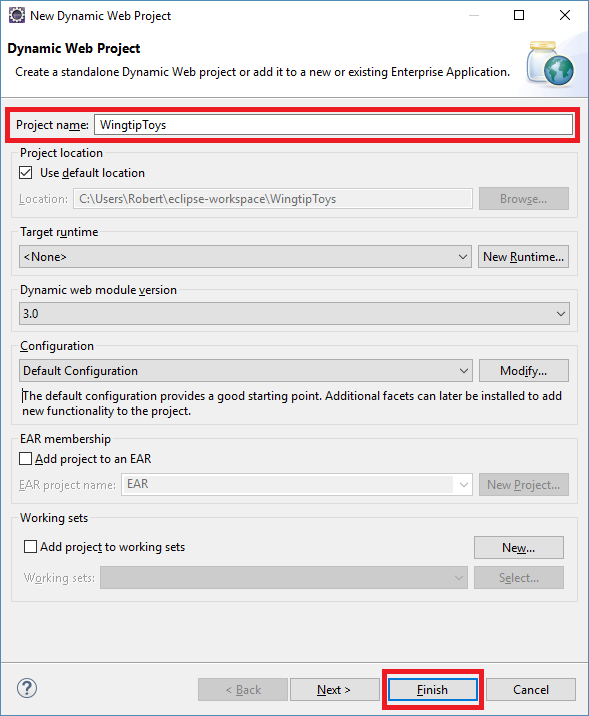 New Dynamic Web Project
Dynamic Web Project
Create a standalone Dynamic Web project or add it to a new or existing Enterprise Application.
Project name: WingtipToys
Project location
Use default location
Location: C:\Users\Robert\eclipse-workspace\WingtipToys Browse...
Target runtime
<None> New Runtime...
Dynamic web module version
3.0
Configuration
Default Configuration Modify...
The default configuration provides a good starting point. Additional facets can later be installed to add
new functionality to the project.
EAR membership
Add project to an EAR
EAR project name: EAR New Project...
Working sets
Add project to working sets New...
Working sets: Select...
? < Back Next > Finish Cancel